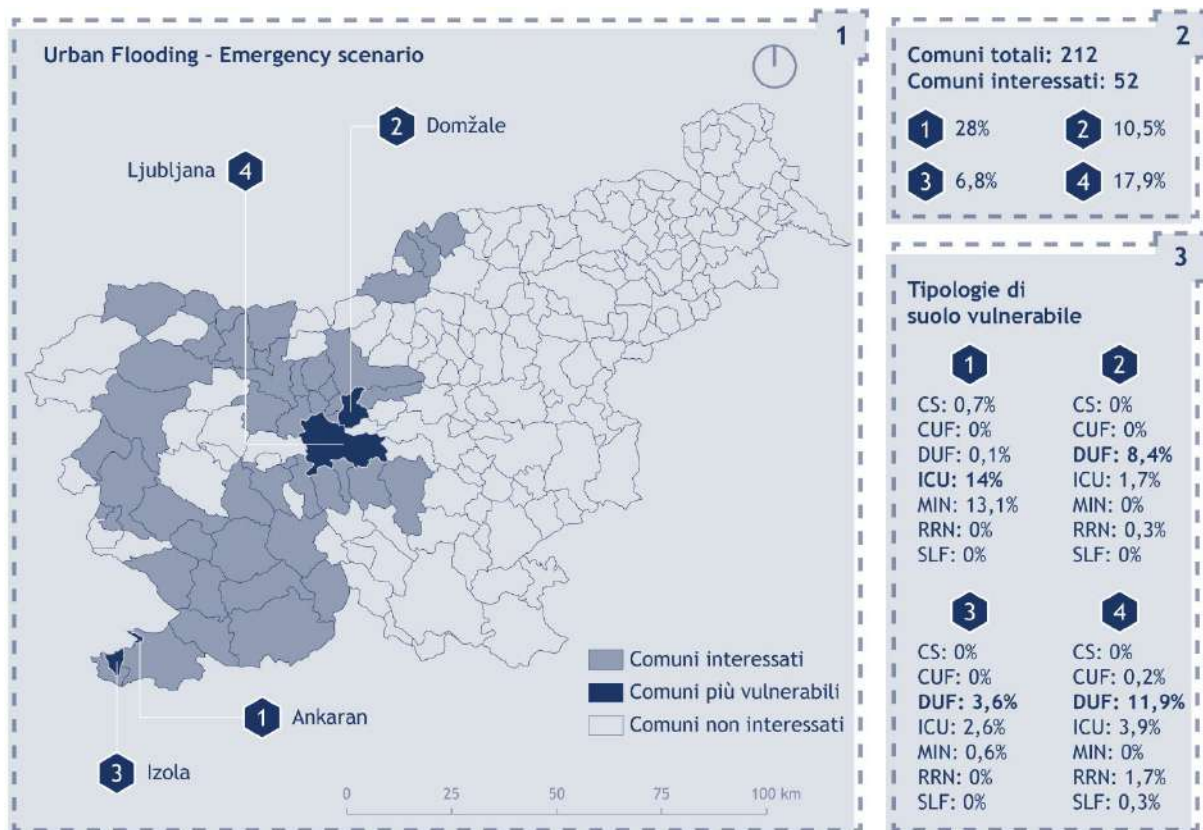 1
Urban Flooding - Emergency scenario
2 Domžale
Ljubljana 4
Comuni interessati
Comuni più vulnerabili
Comuni non interessati
1 Ankaran
3 Izola
0 25 50 75 100 km
2
Comuni totali: 212
Comuni interessati: 52
1 28% 2 10,5%
3 6,8% 4 17,9%
3
Tipologie di
suolo vulnerabile
1
CS: 0,7%
CUF: 0%
DUF: 0,1%
ICU: 14%
MIN: 13,1%
RRN: 0%
SLF: 0%
2
CS: 0%
CUF: 0%
DUF: 8,4%
ICU: 1,7%
MIN: 0%
RRN: 0,3%
SLF: 0%
3
CS: 0%
CUF: 0%
DUF: 3,6%
ICU: 2,6%
MIN: 0,6%
RRN: 0%
SLF: 0%
4
CS: 0%
CUF: 0,2%
DUF: 11,9%
ICU: 3,9%
MIN: 0%
RRN: 1,7%
SLF: 0,3%